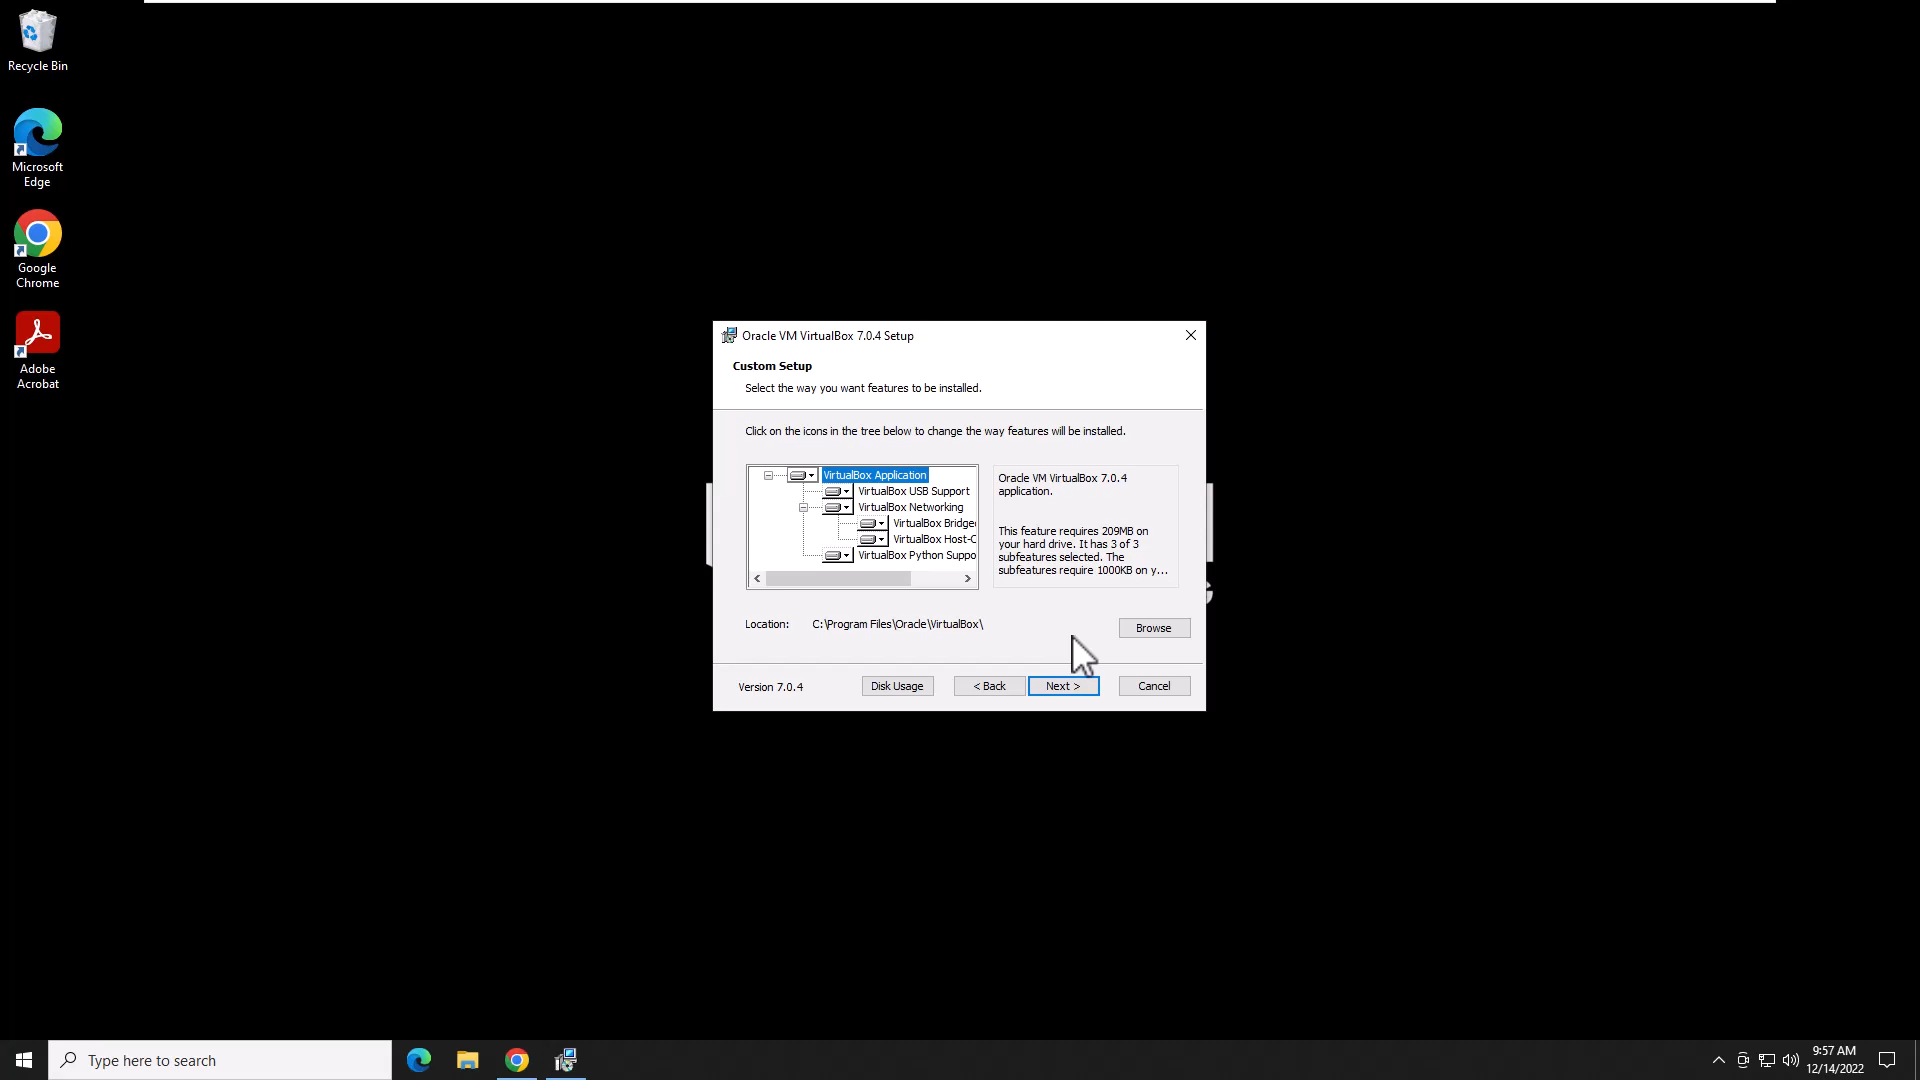 Recycle Bin
Microsoft
Edge
Google
Chrome
Adobe
Acrobat
Oracle VM VirtualBox 7.0.4 Setup
Custom Setup
Select the way you want features to be installed.
Click on the icons in the tree below to change the way features will be installed.
VirtualBox Application
VirtualBox USB Support
VirtualBox Networking
VirtualBox Bridge
VirtualBox Host-C
VirtualBox Python Suppo
Oracle VM VirtualBox 7.0.4
application.
This feature requires 209MB on
your hard drive. It has 3 of 3
subfeatures selected. The
subfeatures require 1000KB on y...
Location: C:\Program Files\Oracle\VirtualBox\
Browse
Version 7.0.4
Disk Usage
< Back
Next >
Cancel
Type here to search
9:57 AM
12/14/2022